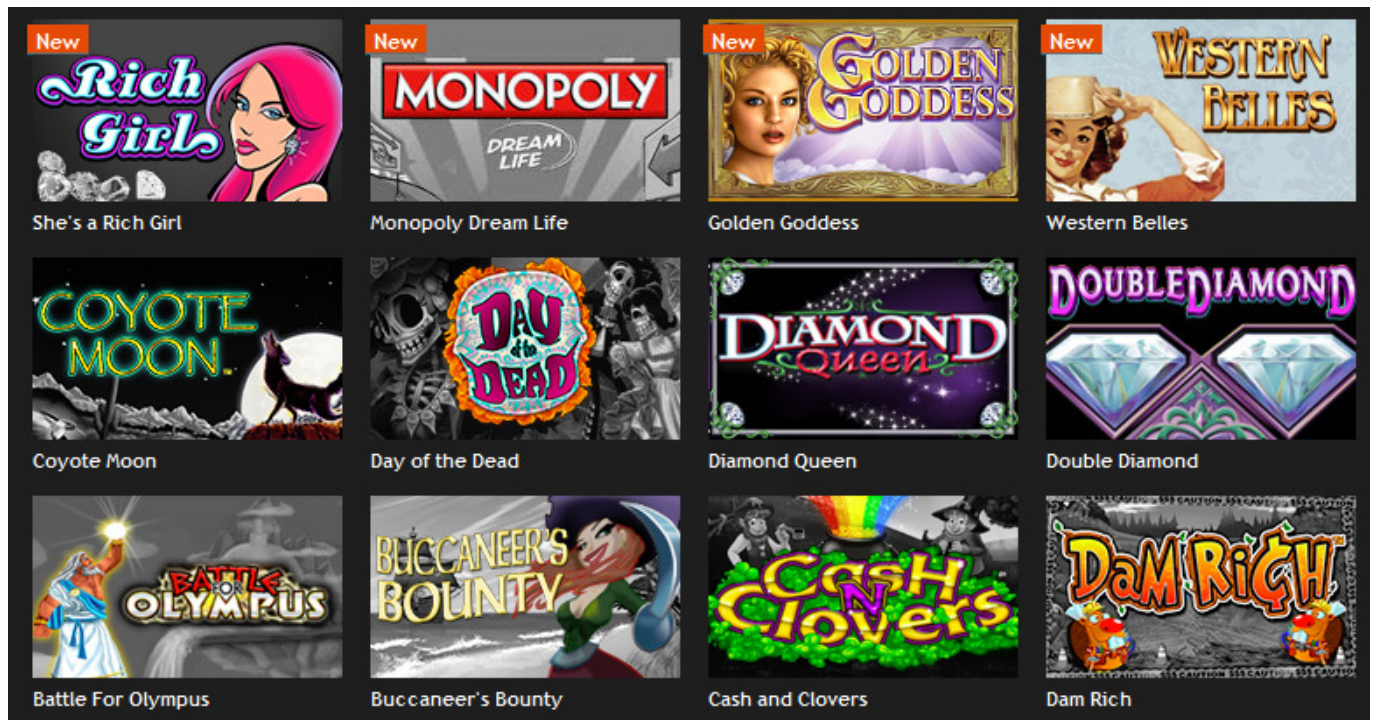 New
Rich
Girl
She's a Rich Girl
New
MONOPOLY
DREAM
LIFE
Monopoly Dream Life
New
GOLDEN
GODDESS
Golden Goddess
New
WESTERN
BELLES
Western Belles
COYOTE
MOON
Coyote Moon
DAY
of the
DEAD
Day of the Dead
DIAMOND
Queen
Diamond Queen
DOUBLE DIAMOND
Double Diamond
BATTLE
FOR
OLYMPUS
Battle For Olympus
BUCCANEER'S
BOUNTY
Buccaneer's Bounty
CasH
N
Clovers
Cash and Clovers
DaM RiCH
Dam Rich